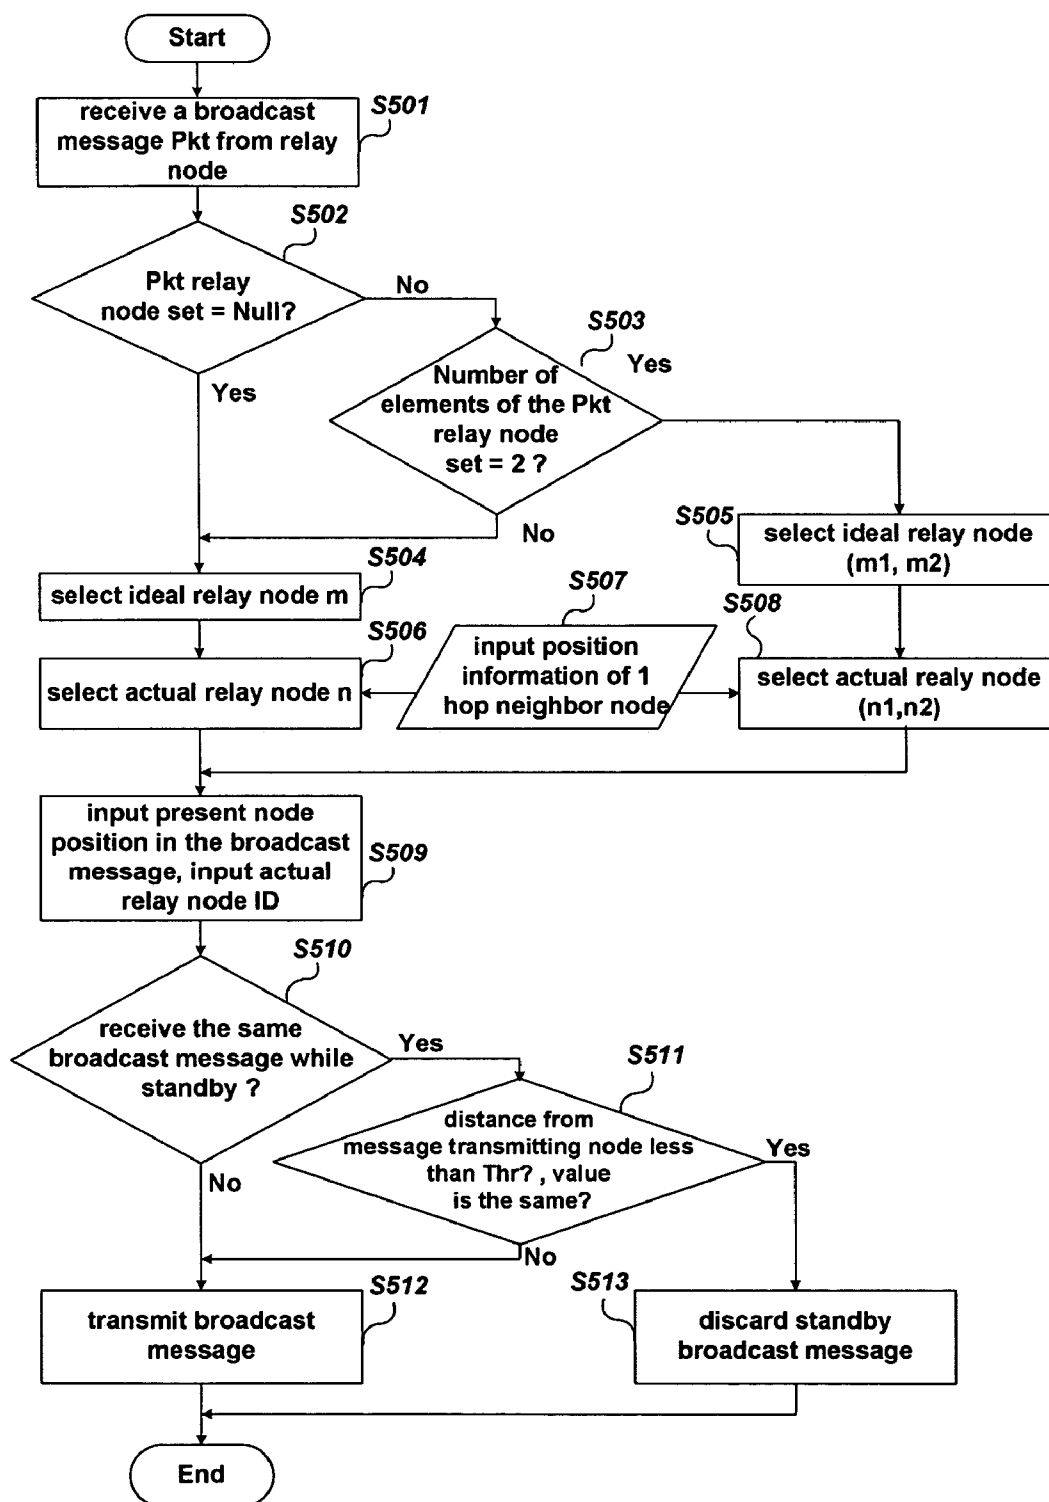 Start
receive a broadcast
message Pkt from relay
node
S501
S502
Pkt relay
node set = Null?
No
Yes
S503
Yes
Number of
elements of the Pkt
relay node
set = 2 ?
No
S504
select ideal relay node m
S505
select ideal relay node
(m1, m2)
S506
select actual relay node n
S507
input position
information of 1
hop neighbor node
S508
select actual realy node
(n1,n2)
input present node
position in the broadcast
message, input actual
relay node ID
S509
S510
receive the same
broadcast message while
standby ?
Yes
No
S511
distance from
message transmitting node less
than Thr? , value
is the same?
Yes
No
S512
transmit broadcast
message
S513
discard standby
broadcast message
End